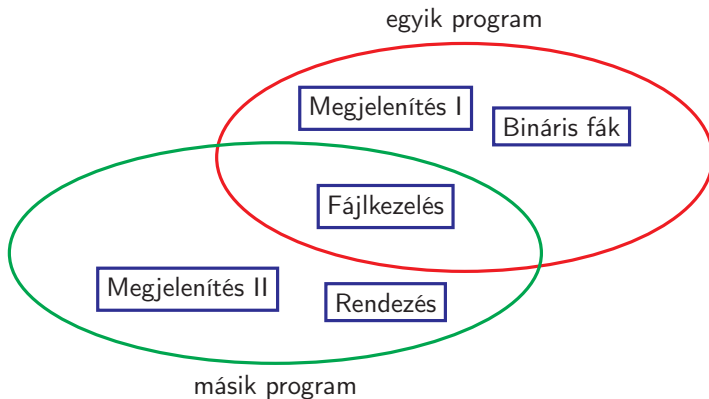 egyik program
Megjelenítés I
Bináris fák
Fájlkezelés
Megjelenítés II
Rendezés
másik program